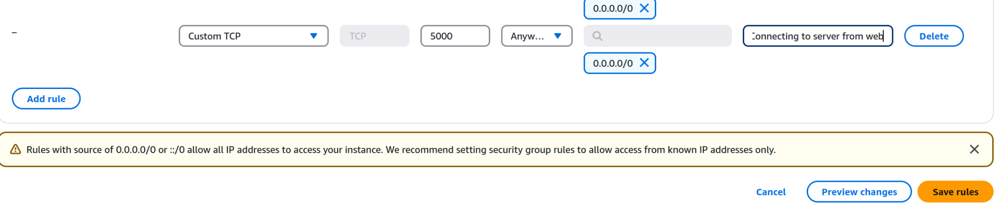 0.0.0.0/0
–
Custom TCP
TCP
5000
Anyw...
Connecting to server from web
Delete
0.0.0.0/0
Add rule
Rules with source of 0.0.0.0/0 or ::/0 allow all IP addresses to access your instance. We recommend setting security group rules to allow access from known IP addresses only.
Cancel
Preview changes
Save rules